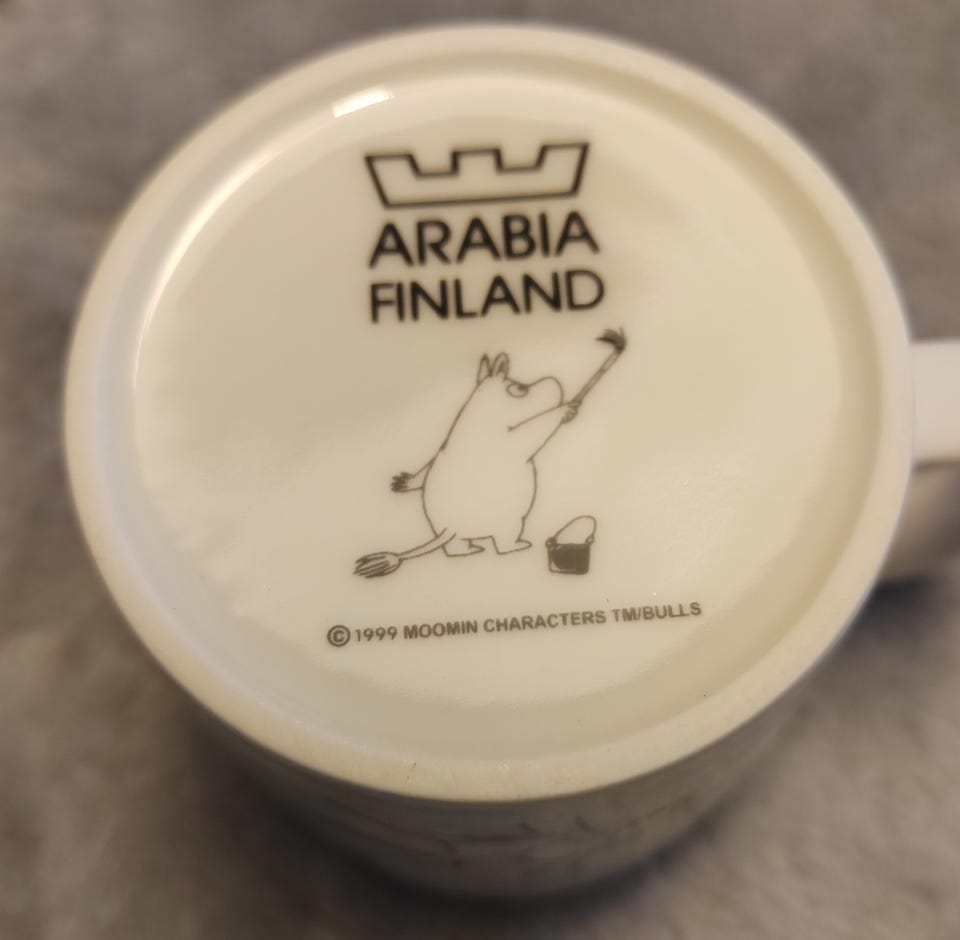 ARABIA
FINLAND
© 1999 MOOMIN CHARACTERS TM/BULLS